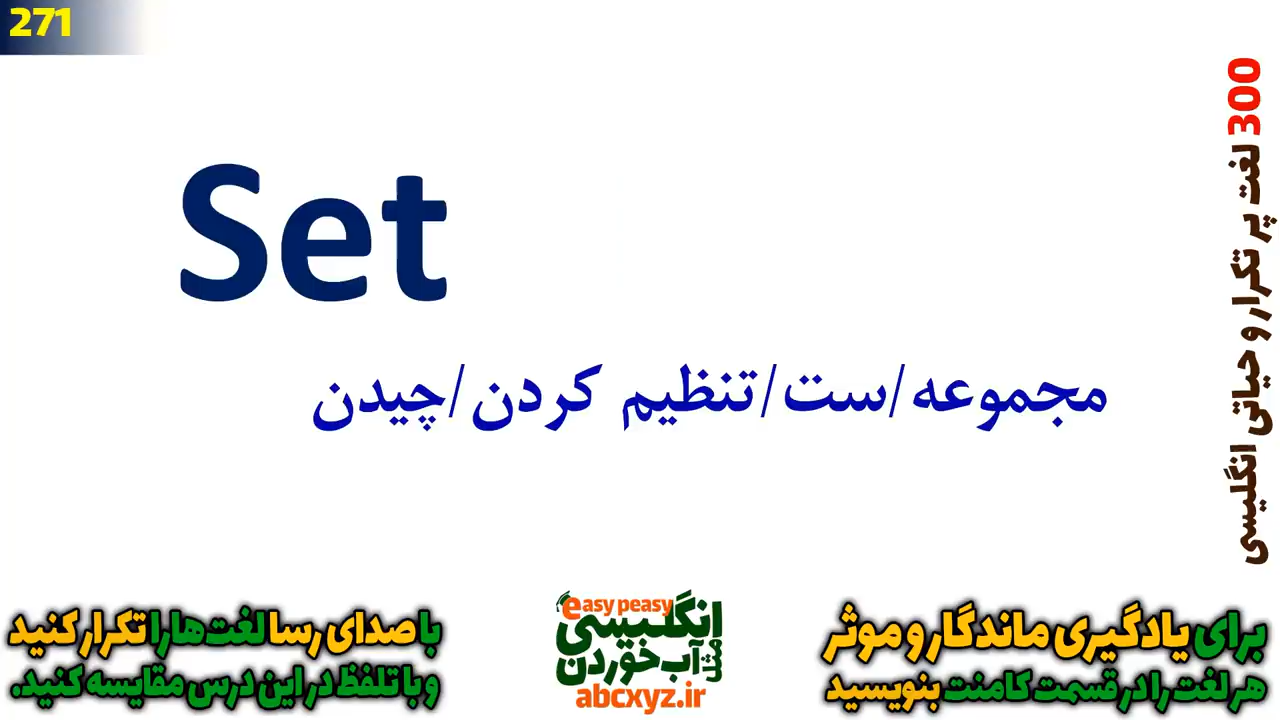 271
Set
مجموعه/ست/تنظیم کردن/چیدن
300 لغت پر تکرار و حیاتی انگلیسی
برای یادگیری ماندگار و موثر
هر لغت را در قسمت کامنت بنویسید
easy peasy
انگلیسی
مثل آب خوردن
abcxyz.ir
با صدای رسا لغت‌ها را تکرار کنید
و با تلفظ در این درس مقایسه کنید.